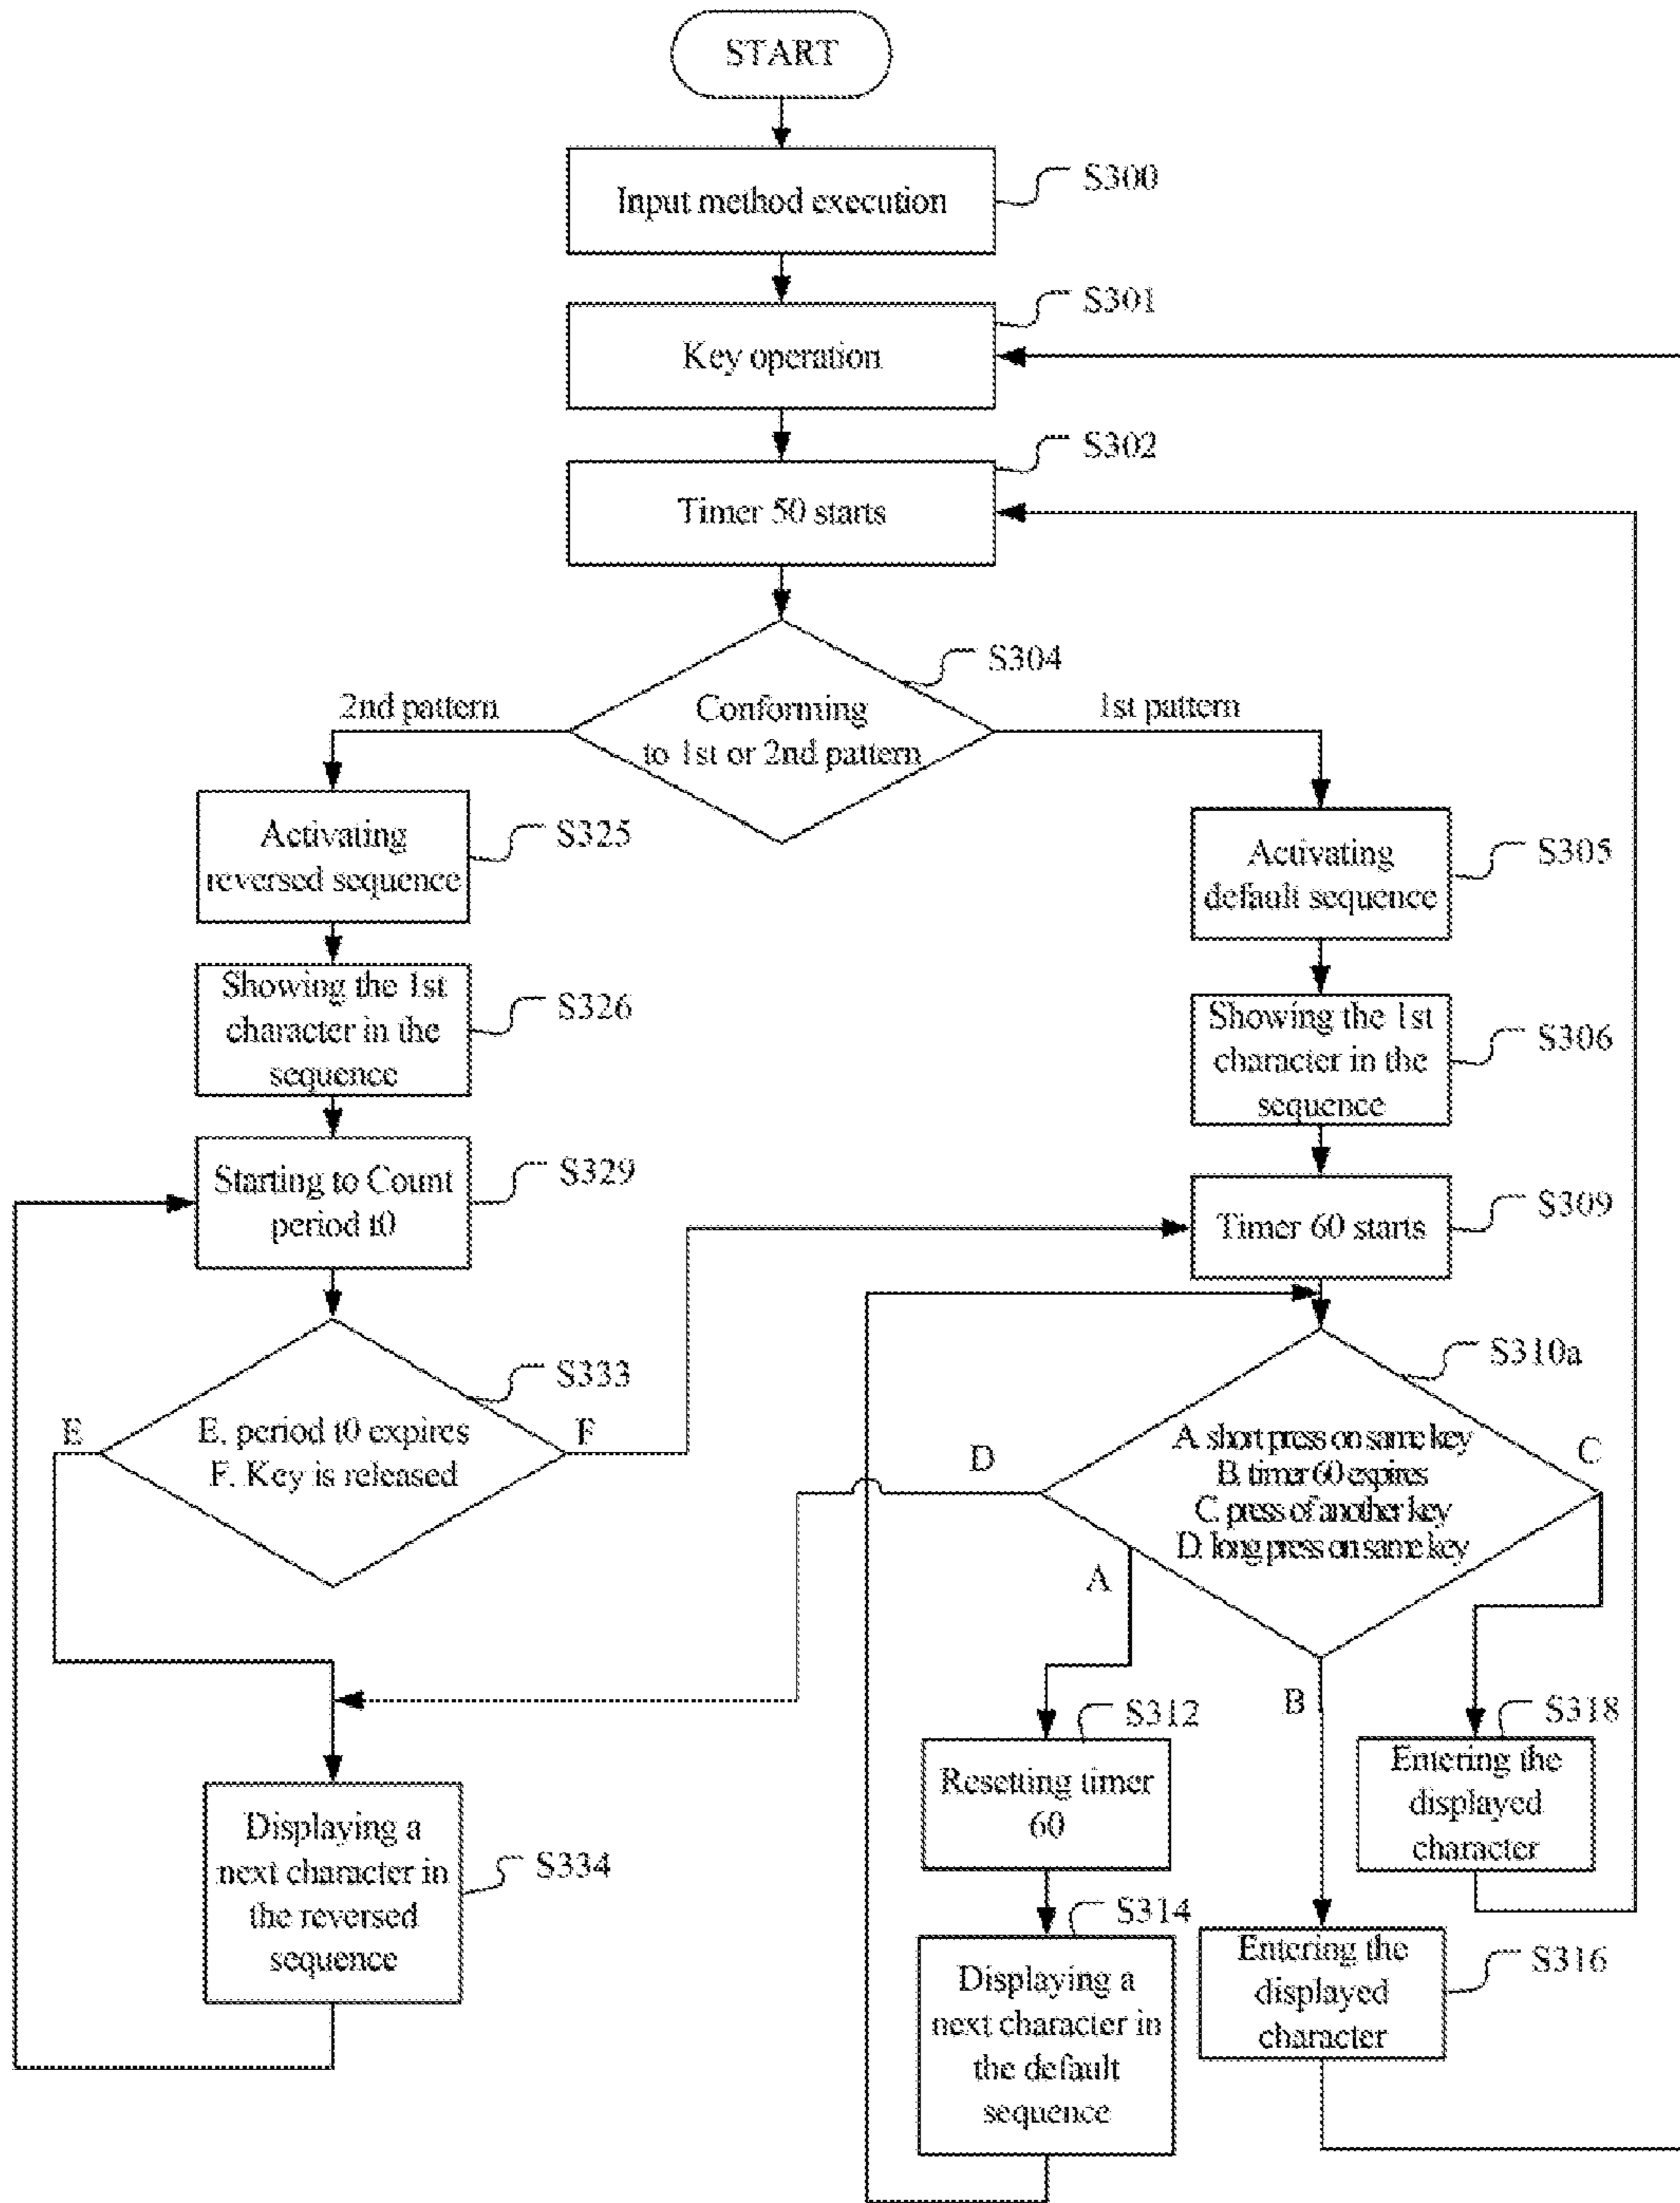 START
Input method execution
S300
Key operation
S301
Timer 50 starts
S302
Conforming
to 1st or 2nd pattern
S304
2nd pattern
1st pattern
Activating
reversed sequence
S325
Showing the 1st
character in the
sequence
S326
Starting to Count
period t0
S329
E. period t0 expires
F. Key is released
S333
E
F
Displaying a
next character in
the reversed
sequence
S334
Activating
default sequence
S305
Showing the 1st
character in the
sequence
S306
Timer 60 starts
S309
A. short press on same key
B. timer 60 expires
C. press of another key
D. long press on same key
S310a
D
C
A
B
Resetting timer
60
S312
Displaying a
next character in
the default
sequence
S314
Entering the
displayed
character
S318
Entering the
displayed
character
S316